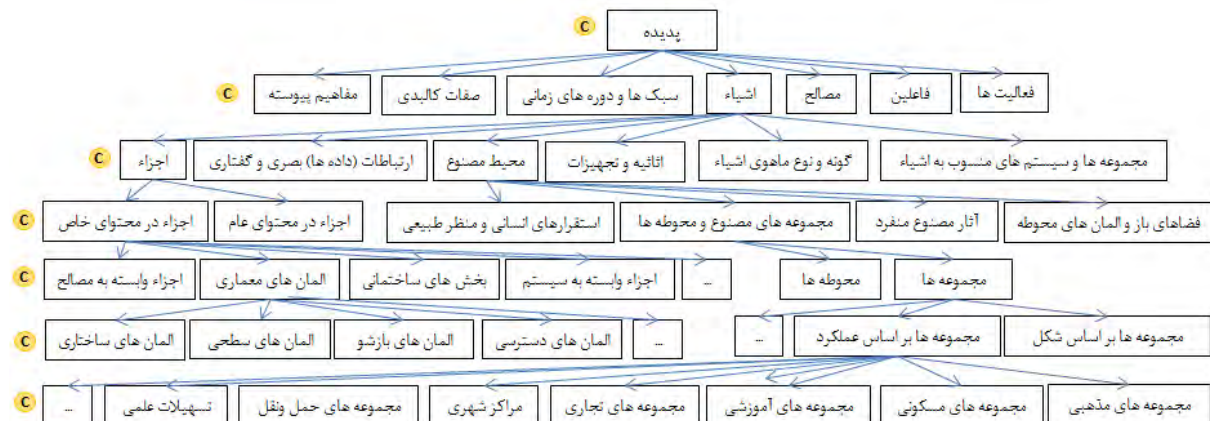 پدیده C
فعالیت ها فاعلین مصالح اشیاء سبک ها و دوره های زمانی صفات کالبدی مفاهیم پیوسته C
مجموعه ها و سیستم های منسوب به اشیاء گونه و نوع ماهوی اشیاء اثاثیه و تجهیزات محیط مصنوع ارتباطات (داده ها) بصری و گفتاری اجزاء C
فضاهای باز و المان های محوطه آثار مصنوع منفرد مجموعه های مصنوع و محوطه ها استقرارهای انسانی و منظر طبیعی اجزاء در محتوای عام اجزاء در محتوای خاص C
مجموعه ها محوطه ها ... اجزاء وابسته به سیستم بخش های ساختمانی المان های معماری اجزاء وابسته به مصالح C
مجموعه ها بر اساس شکل مجموعه ها بر اساس عملکرد ... ... المان های دسترسی المان های بازشو المان های سطحی المان های ساختاری C
مجموعه های مذهبی مجموعه های مسکونی مجموعه های آموزشی مجموعه های تجاری مراکز شهری مجموعه های حمل ونقل تسهیلات علمی ... C